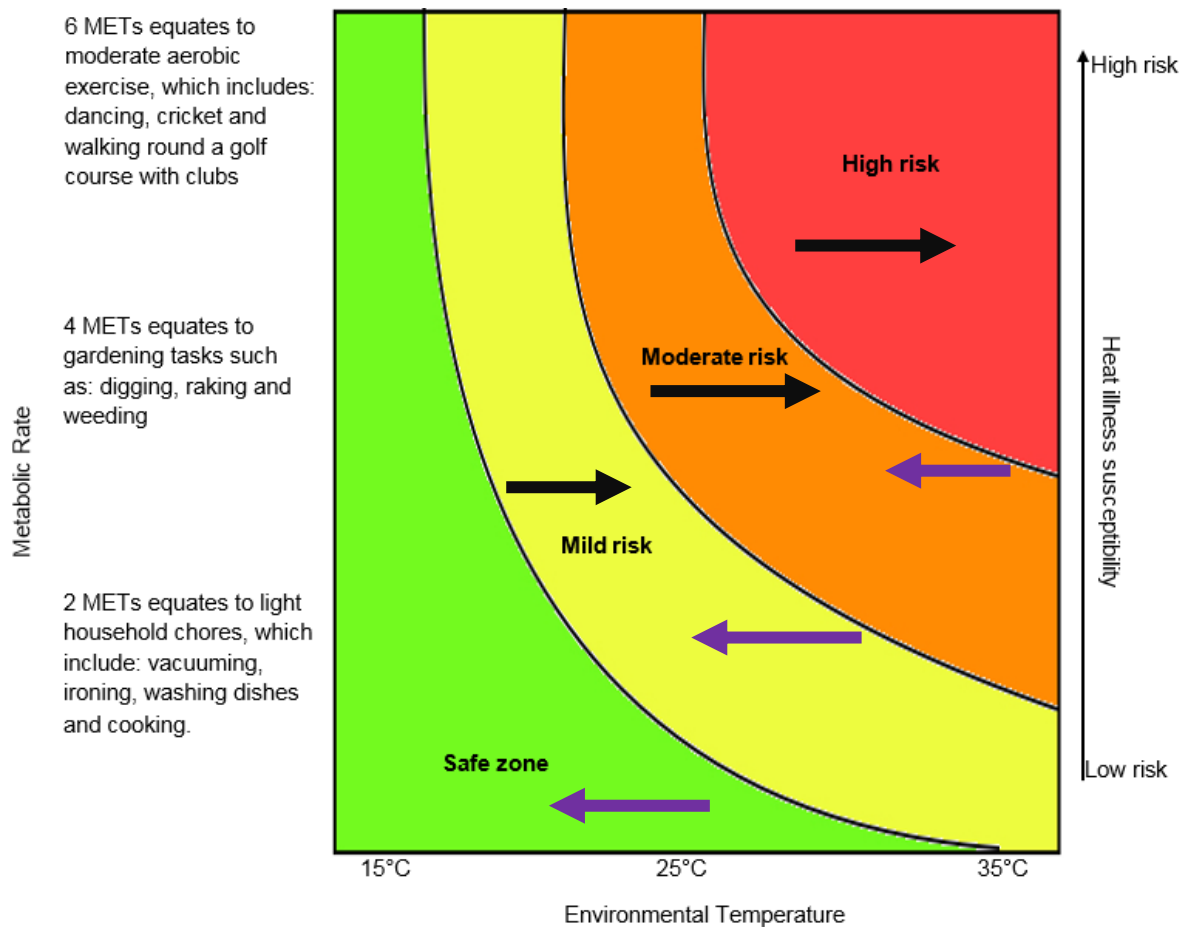 6 METs equates to
moderate aerobic
exercise, which includes:
dancing, cricket and
walking round a golf
course with clubs
4 METs equates to
gardening tasks such
as: digging, raking and
weeding
2 METs equates to light
household chores, which
include: vacuuming,
ironing, washing dishes
and cooking.
Metabolic Rate
High risk
Moderate risk
Mild risk
Safe zone
High risk
Heat illness susceptibility
Low risk
15°C
25°C
35°C
Environmental Temperature